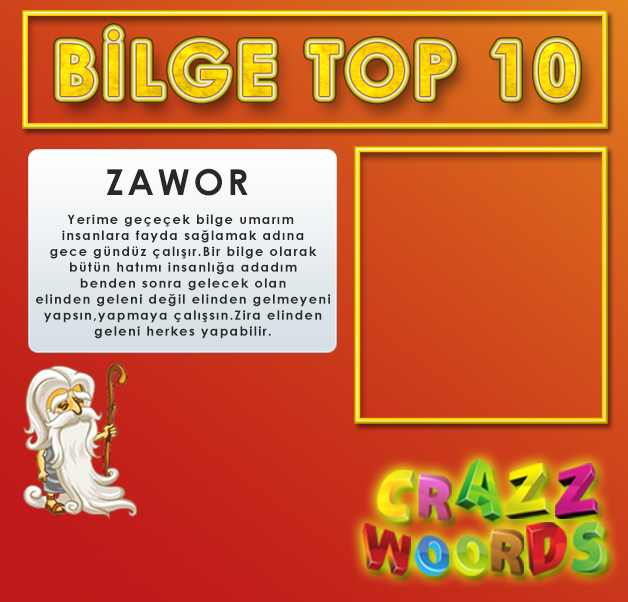 BİLGE TOP 10
ZAWOR
Yerime geçeçek bilge umarım
insanlara fayda sağlamak adına
gece gündüz çalışır.Bir bilge olarak
bütün hatımı insanlığa adadım
benden sonra gelecek olan
elinden geleni değil elinden gelmeyeni
yapsın,yapmaya çalışsın.Zira elinden
geleni herkes yapabilir.
CRAZZ
WOORDS